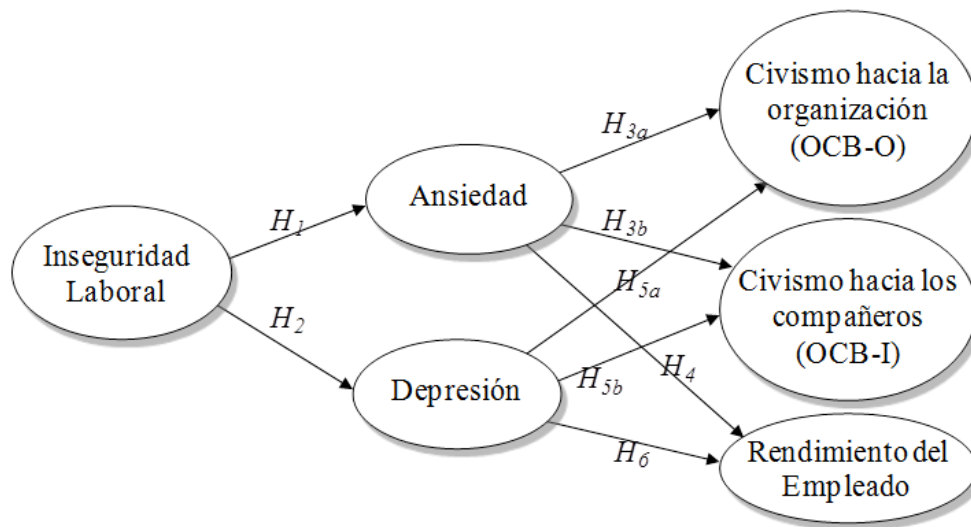 Inseguridad
Laboral
H1
H2
Ansiedad
Depresión
H3a
H3b
H5a
H5b
H4
H6
Civismo hacia la
organización
(OCB-O)
Civismo hacia los
compañeros
(OCB-I)
Rendimiento del
Empleado